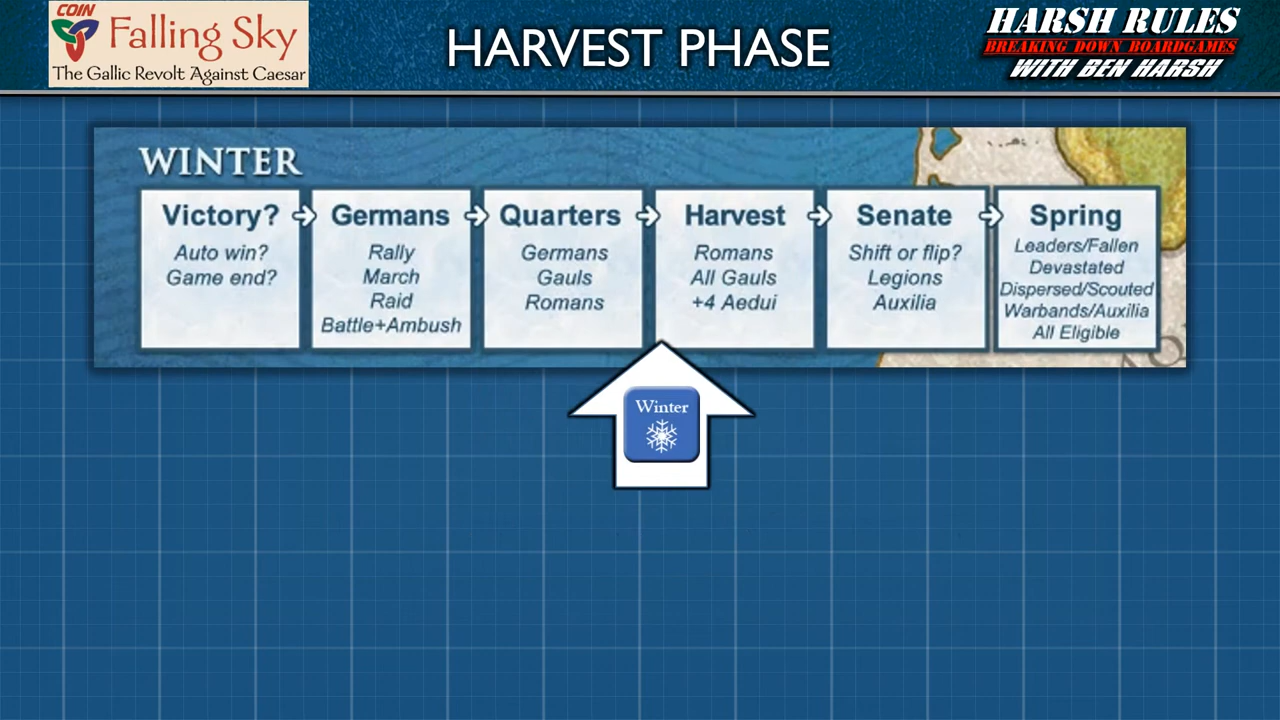 COIN
Falling Sky
The Gallic Revolt Against Caesar
HARVEST PHASE
HARSH RULES
BREAKING DOWN BOARDGAMES
WITH BEN HARSH
WINTER
Victory?
Auto win?
Game end?
Germans
Rally
March
Raid
Battle+Ambush
Quarters
Germans
Gauls
Romans
Harvest
Romans
All Gauls
+4 Aedui
Senate
Shift or flip?
Legions
Auxilia
Spring
Leaders/Fallen
Devastated
Dispersed/Scouted
Warbands/Auxilia
All Eligible
Winter